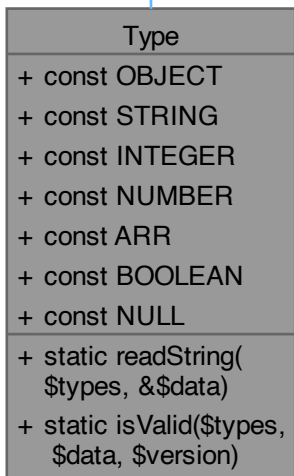 Type
+ const OBJECT
+ const STRING
+ const INTEGER
+ const NUMBER
+ const ARR
+ const BOOLEAN
+ const NULL
+ static readString(
$types, &$data)
+ static isValid($types,
$data, $version)